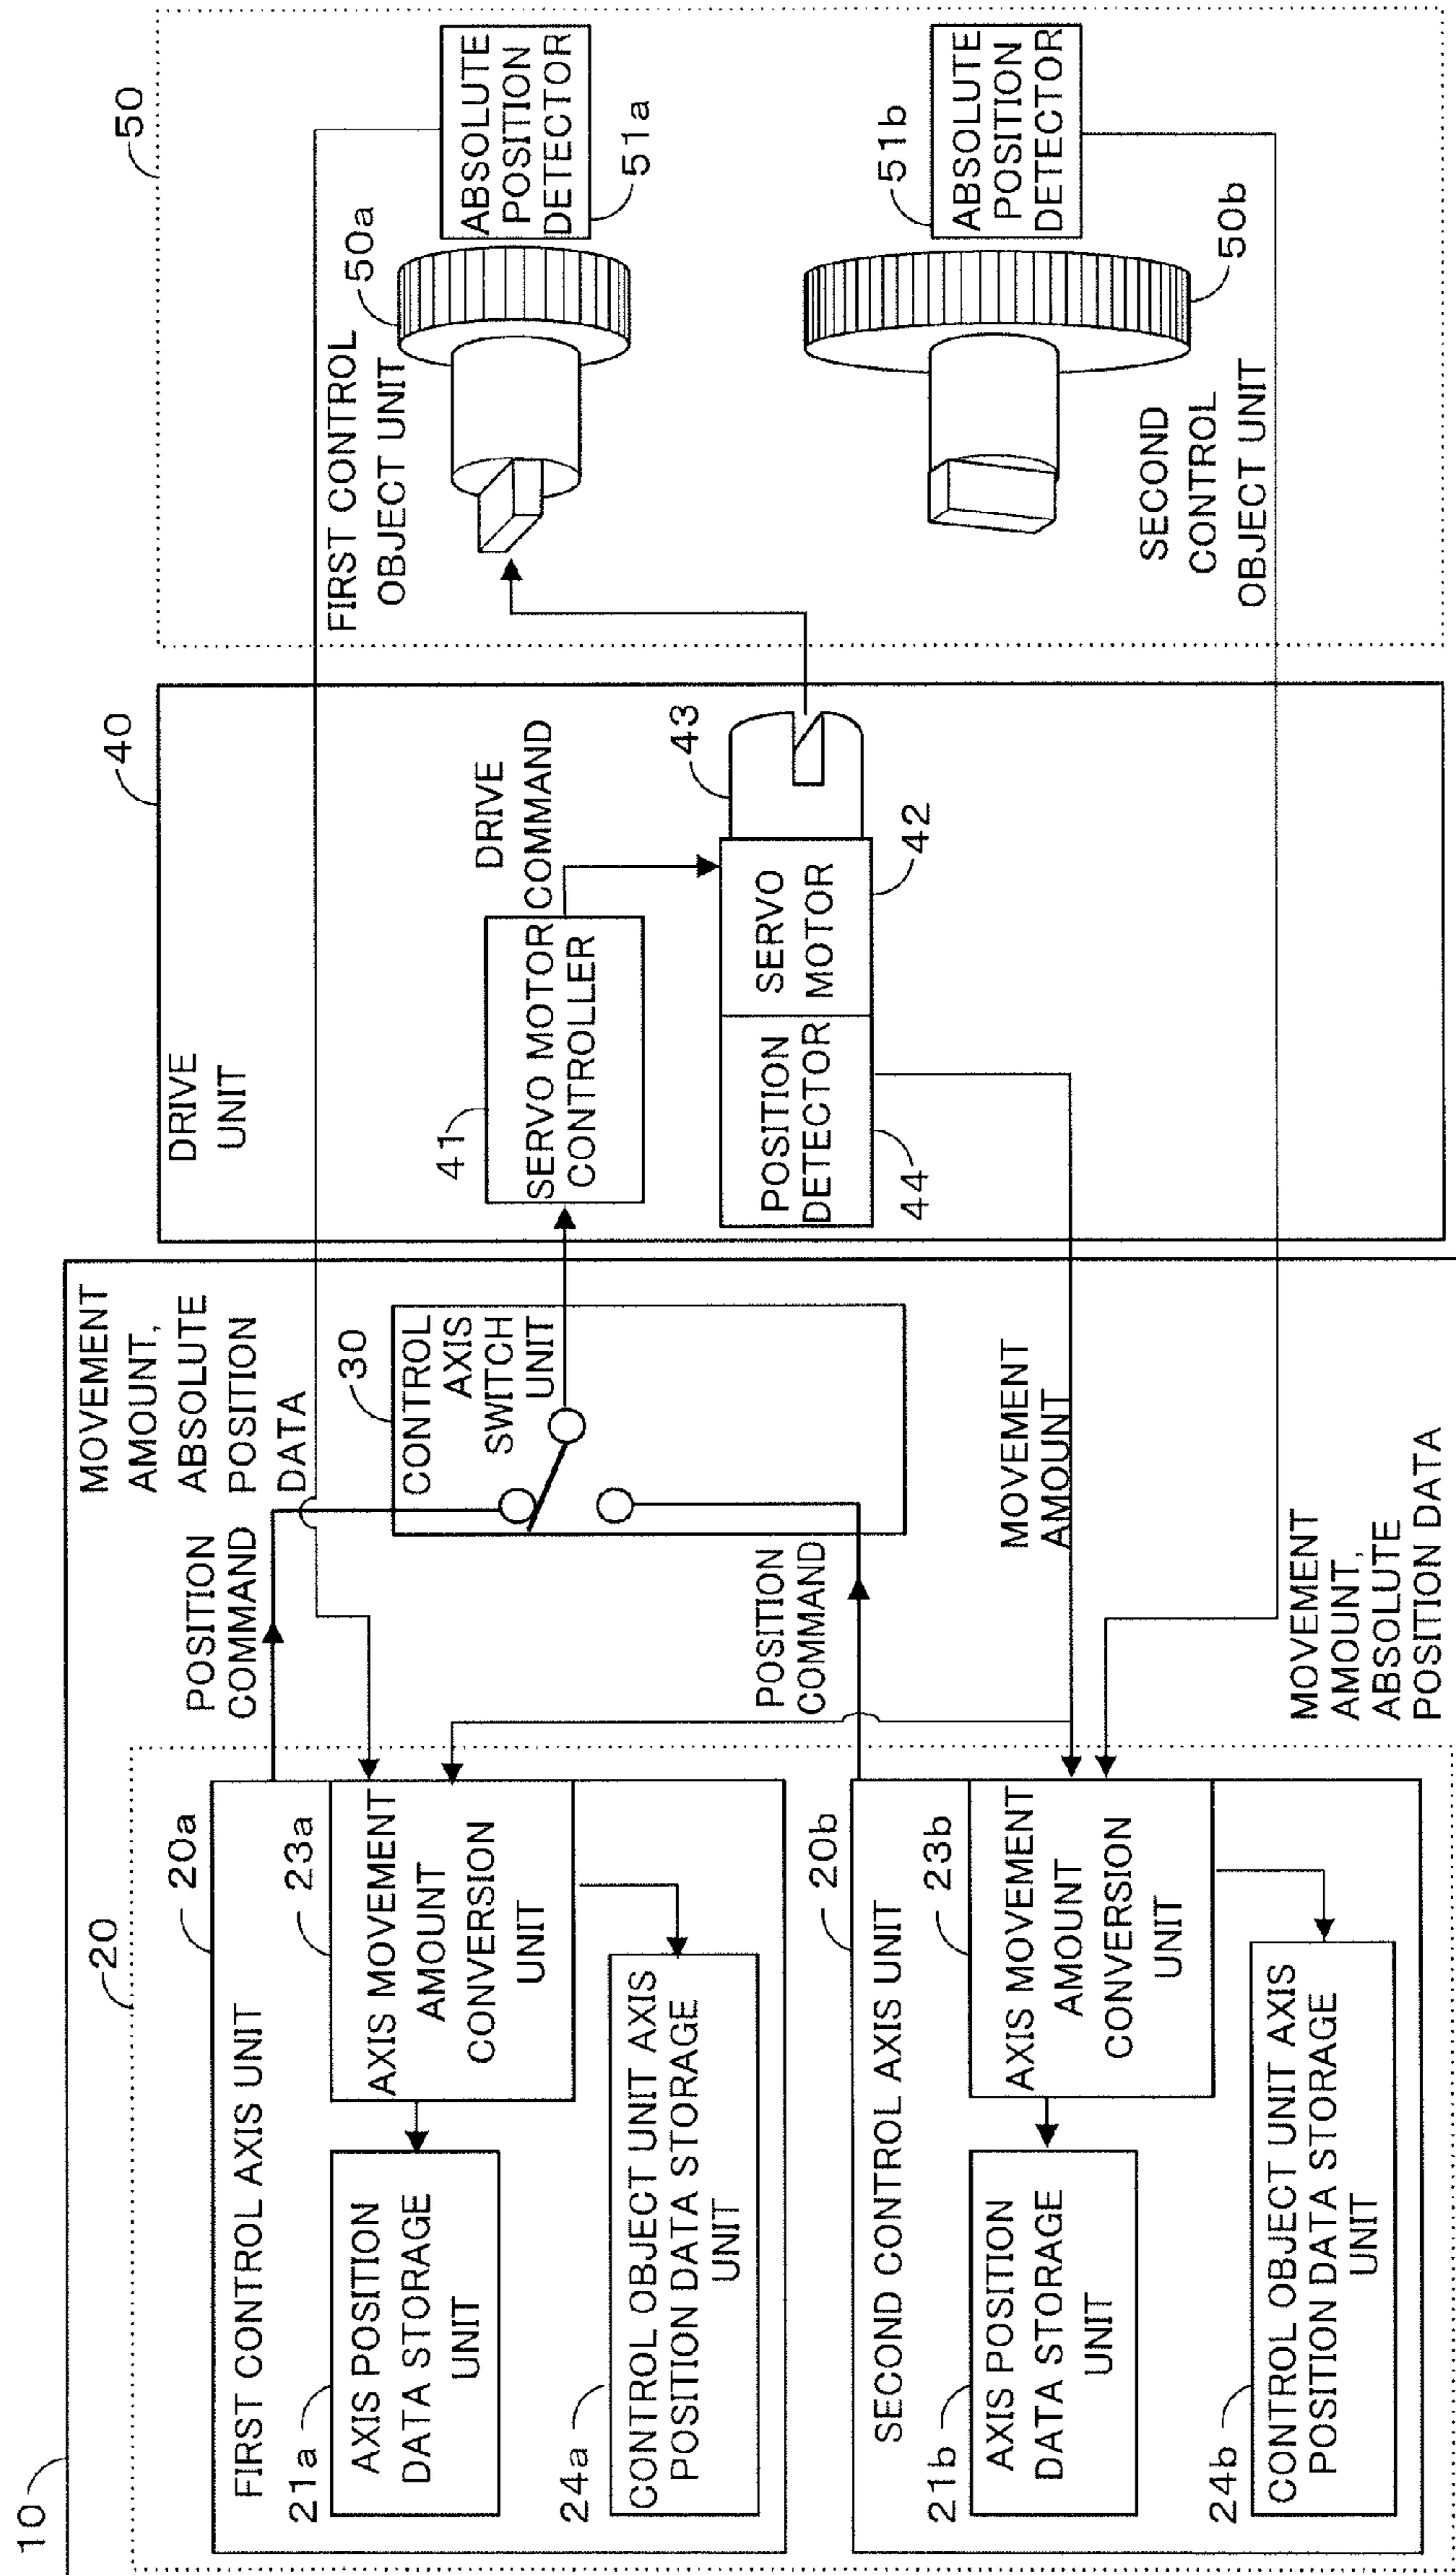 10
20
20a
FIRST CONTROL AXIS UNIT
21a
AXIS POSITION
DATA STORAGE
UNIT
23a
AXIS MOVEMENT
AMOUNT
CONVERSION
UNIT
24a
CONTROL OBJECT UNIT AXIS
POSITION DATA STORAGE
UNIT
20b
SECOND CONTROL AXIS UNIT
21b
AXIS POSITION
DATA STORAGE
UNIT
23b
AXIS MOVEMENT
AMOUNT
CONVERSION
UNIT
24b
CONTROL OBJECT UNIT AXIS
POSITION DATA STORAGE
UNIT
POSITION
COMMAND
MOVEMENT
AMOUNT,
ABSOLUTE
POSITION
DATA
30
CONTROL
AXIS
SWITCH
UNIT
POSITION
COMMAND
MOVEMENT
AMOUNT
MOVEMENT
AMOUNT,
ABSOLUTE
POSITION DATA
40
DRIVE
UNIT
41
SERVO MOTOR
CONTROLLER
DRIVE
COMMAND
43
POSITION
DETECTOR
44
SERVO
MOTOR
42
50
FIRST CONTROL
OBJECT UNIT
50a
ABSOLUTE
POSITION
DETECTOR
51a
51b
ABSOLUTE
POSITION
DETECTOR
50b
SECOND
CONTROL
OBJECT UNIT